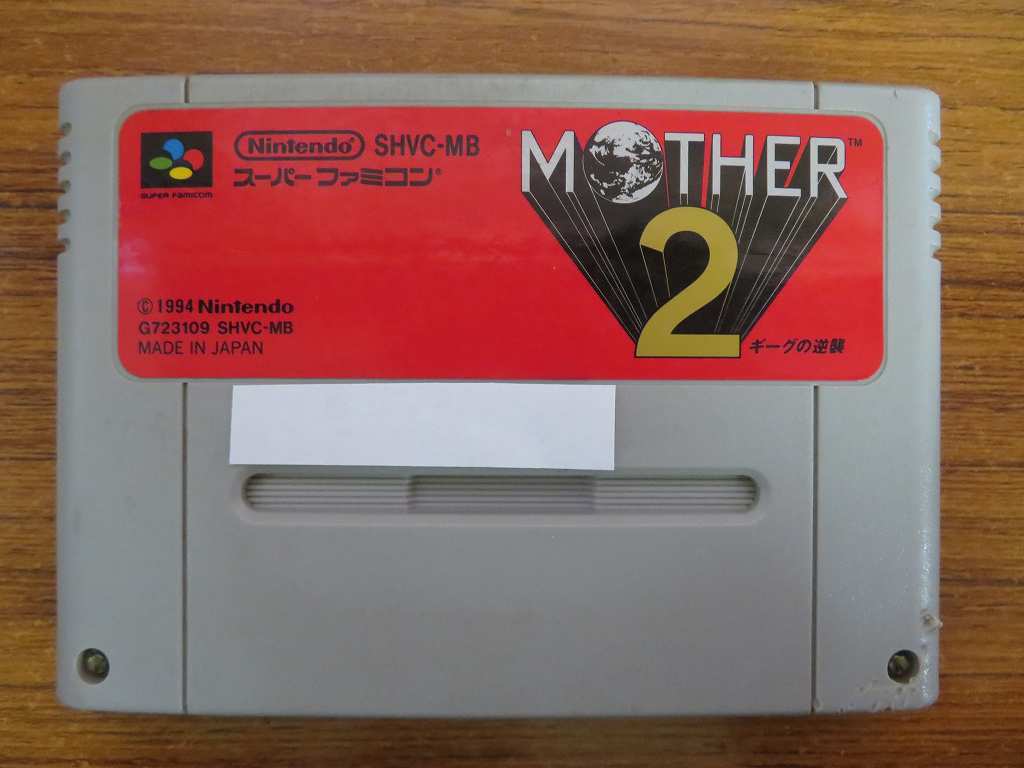 SUPER FAMICOM
Nintendo SHVC-MB
スーパーファミコン®
© 1994 Nintendo
G723109 SHVC-MB
MADE IN JAPAN
MOTHER™
2
ギーグの逆襲